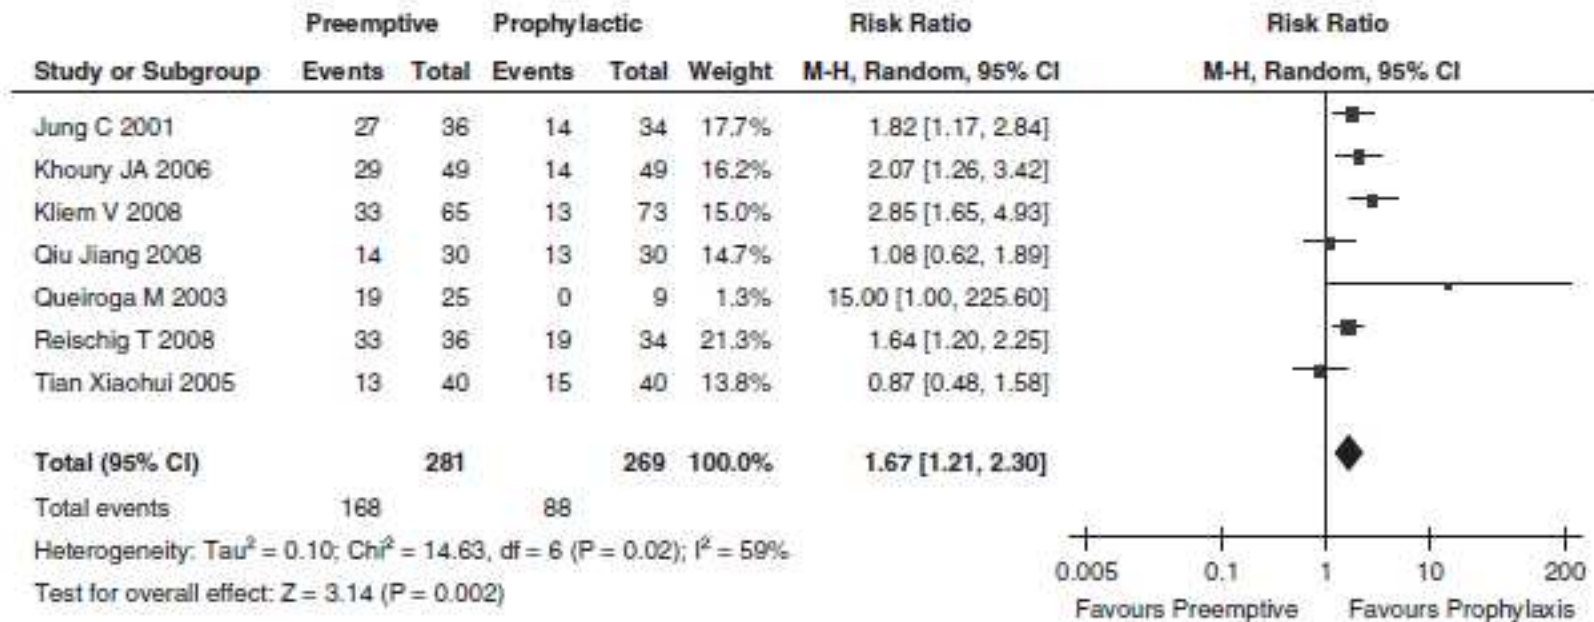 Preemptive Prophylactic Risk Ratio Risk Ratio
Study or Subgroup Events Total Events Total Weight M-H, Random, 95% CI M-H, Random, 95% CI
Jung C 2001 27 36 14 34 17.7% 1.82 [1.17, 2.84]
Khoury JA 2006 29 49 14 49 16.2% 2.07 [1.26, 3.42]
Kliem V 2008 33 65 13 73 15.0% 2.85 [1.65, 4.93]
Qiu Jiang 2008 14 30 13 30 14.7% 1.08 [0.62, 1.89]
Queiroga M 2003 19 25 0 9 1.3% 15.00 [1.00, 225.60]
Reischig T 2008 33 36 19 34 21.3% 1.64 [1.20, 2.25]
Tian Xiaohui 2005 13 40 15 40 13.8% 0.87 [0.48, 1.58]
Total (95% CI) 281 269 100.0% 1.67 [1.21, 2.30]
Total events 168 88
Heterogeneity: Tau² = 0.10; Chi² = 14.63, df = 6 (P = 0.02); I² = 59%
Test for overall effect: Z = 3.14 (P = 0.002)
0.005 0.1 1 10 200
Favours Preemptive Favours Prophylaxis